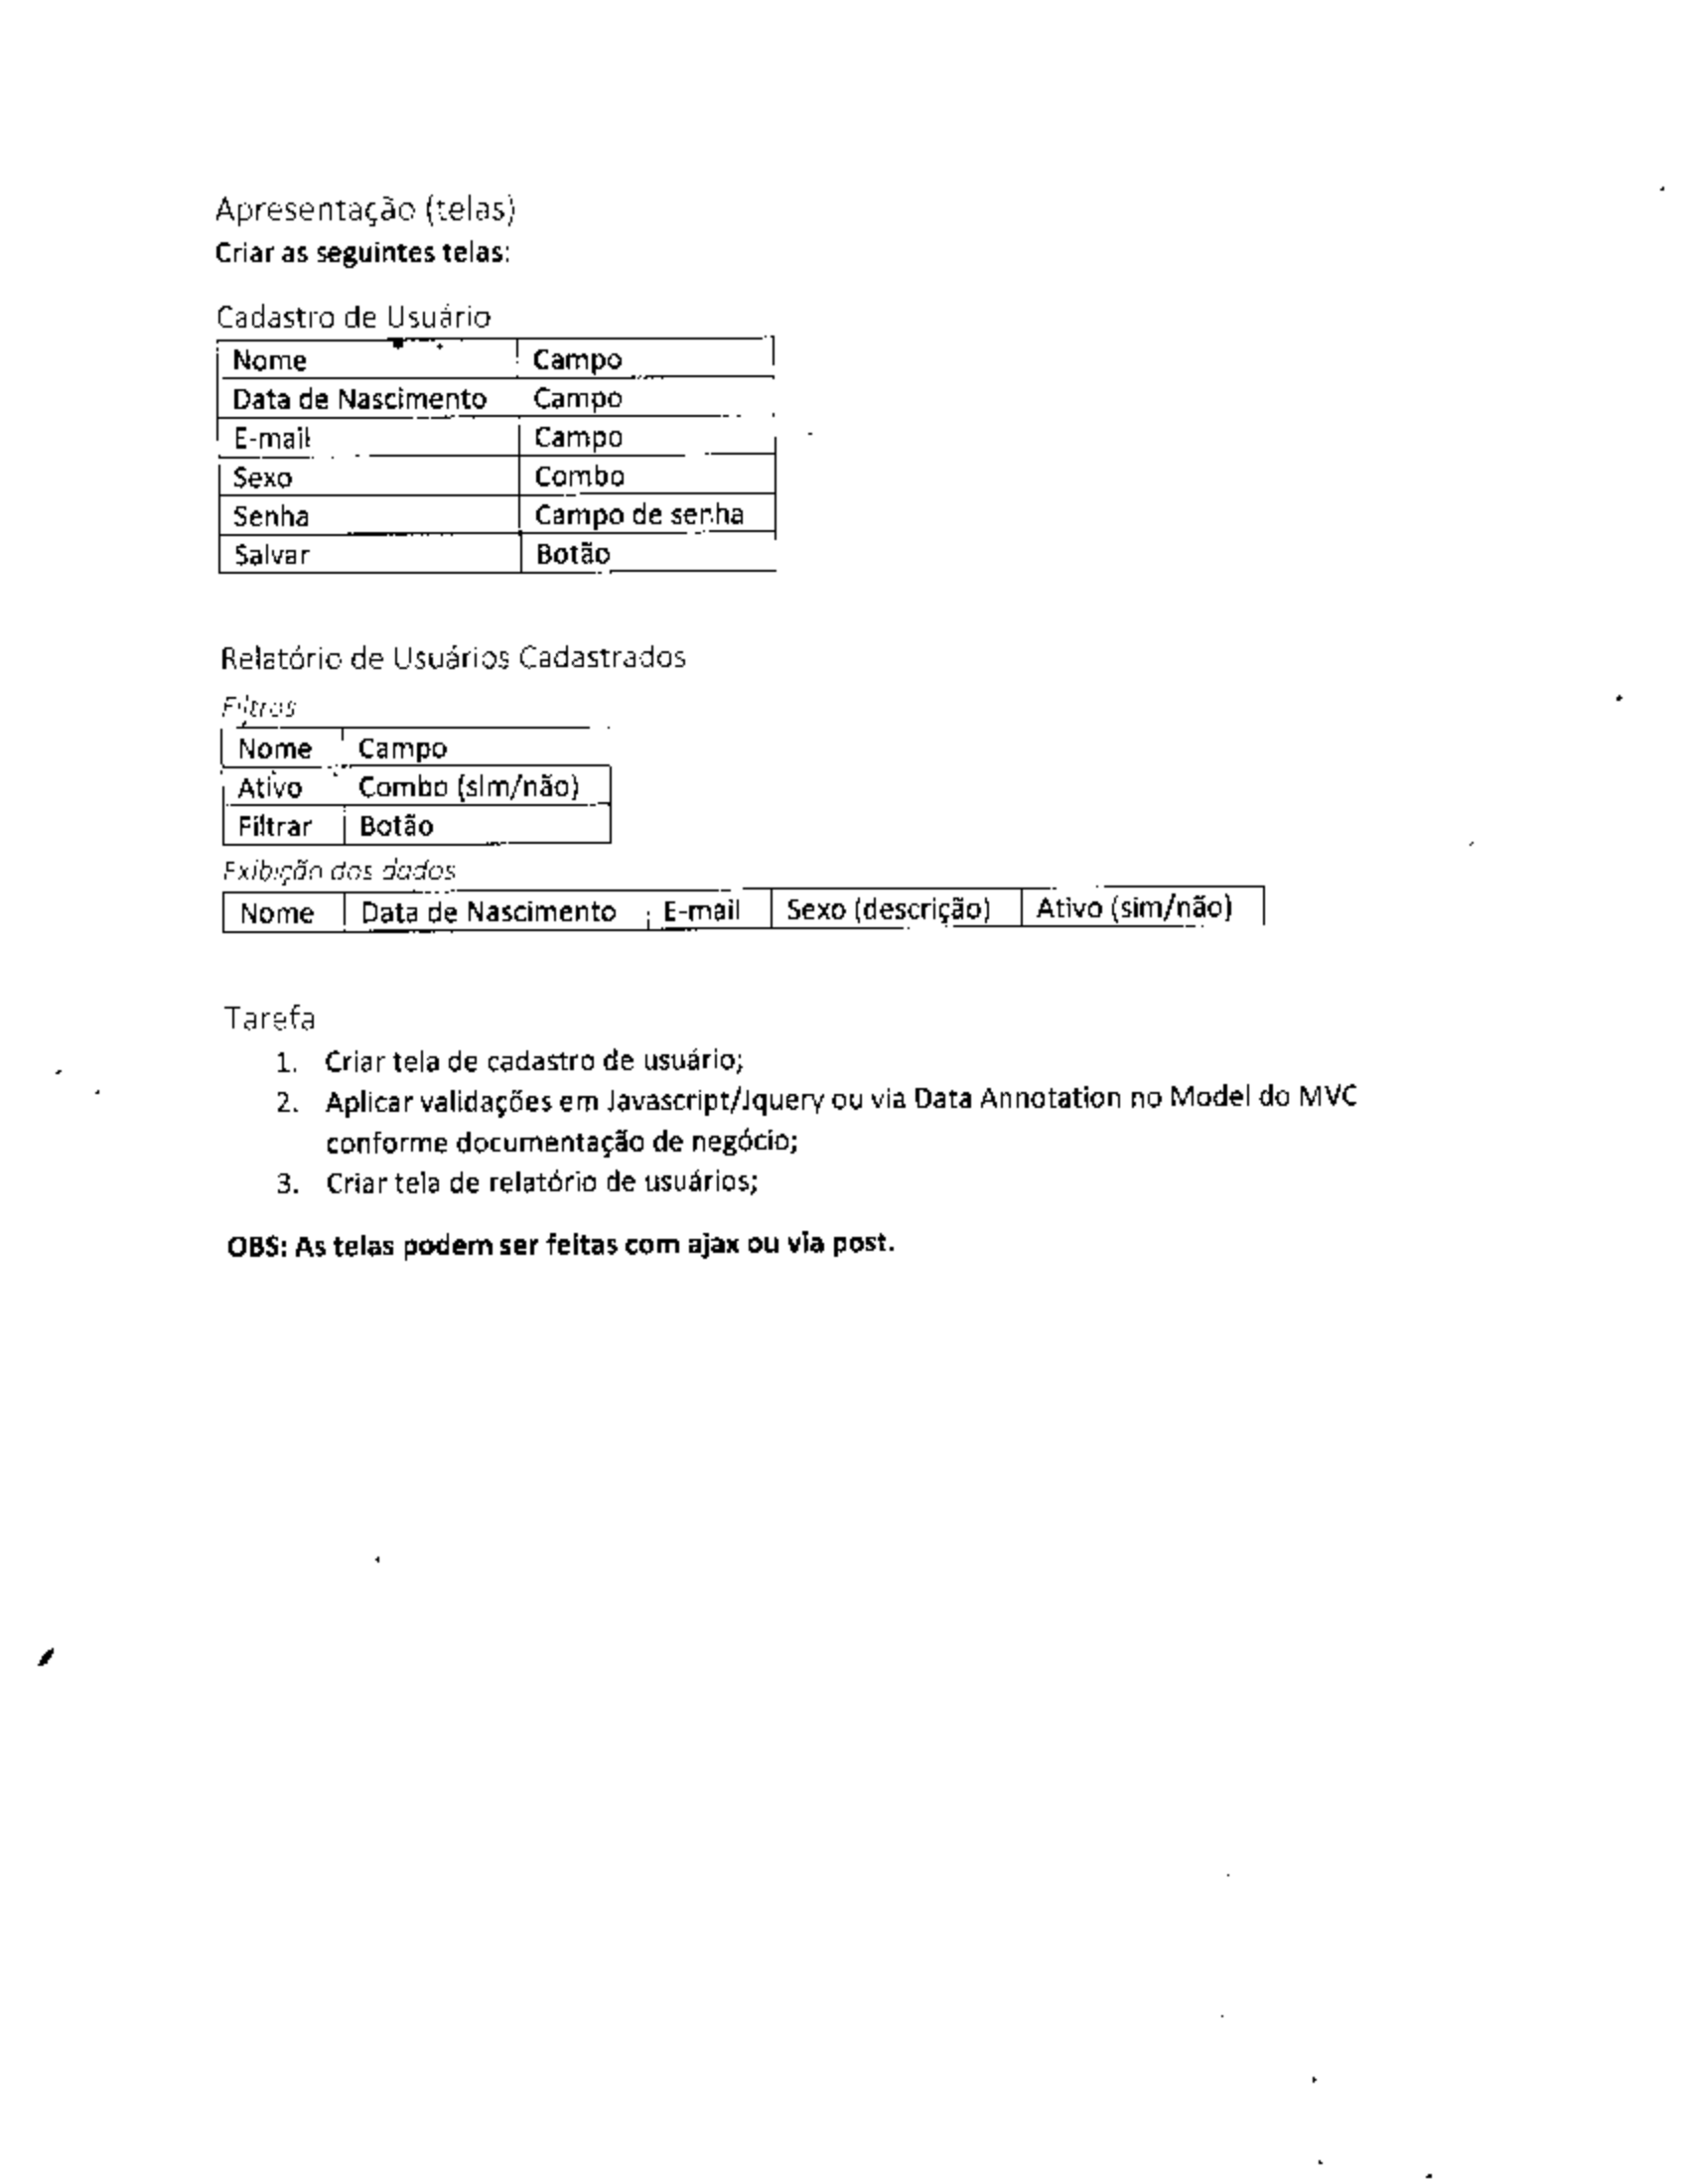 Apresentação (telas)
Criar as seguintes telas:
Cadastro de Usuário
Nome Campo
Data de Nascimento Campo
E-mail Campo
Sexo Combo
Senha Campo de senha
Salvar Botão
Relatório de Usuários Cadastrados
Filtros
Nome Campo
Ativo Combo (sim/não)
Filtrar Botão
Exibição dos dados
Nome Data de Nascimento E-mail Sexo (descrição) Ativo (sim/não)
Tarefa
1. Criar tela de cadastro de usuário;
2. Aplicar validações em Javascript/Jquery ou via Data Annotation no Model do MVC
conforme documentação de negócio;
3. Criar tela de relatório de usuários;
OBS: As telas podem ser feitas com ajax ou via post.